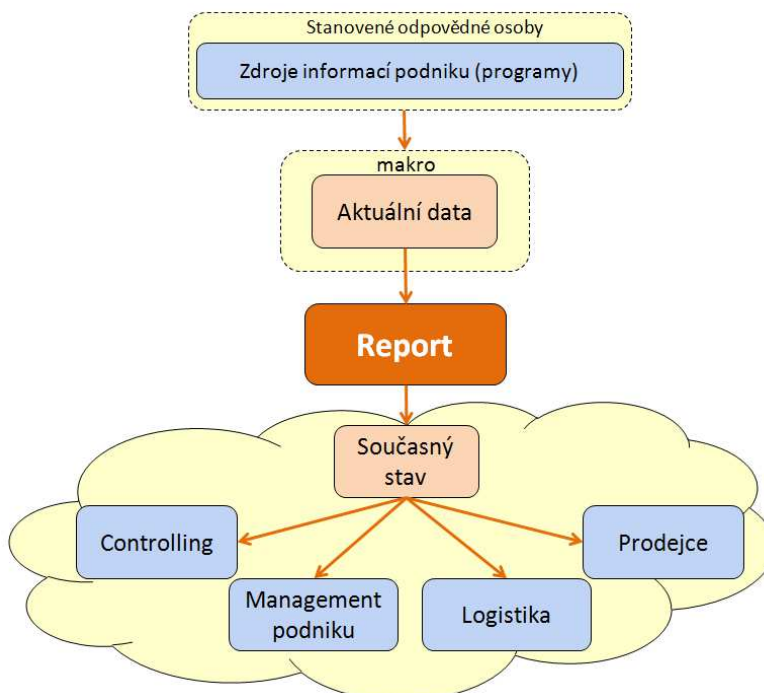 Stanovené odpovědné osoby
Zdroje informací podniku (programy)
makro
Aktuální data
Report
Současný
stav
Controlling
Prodejce
Management
podniku
Logistika